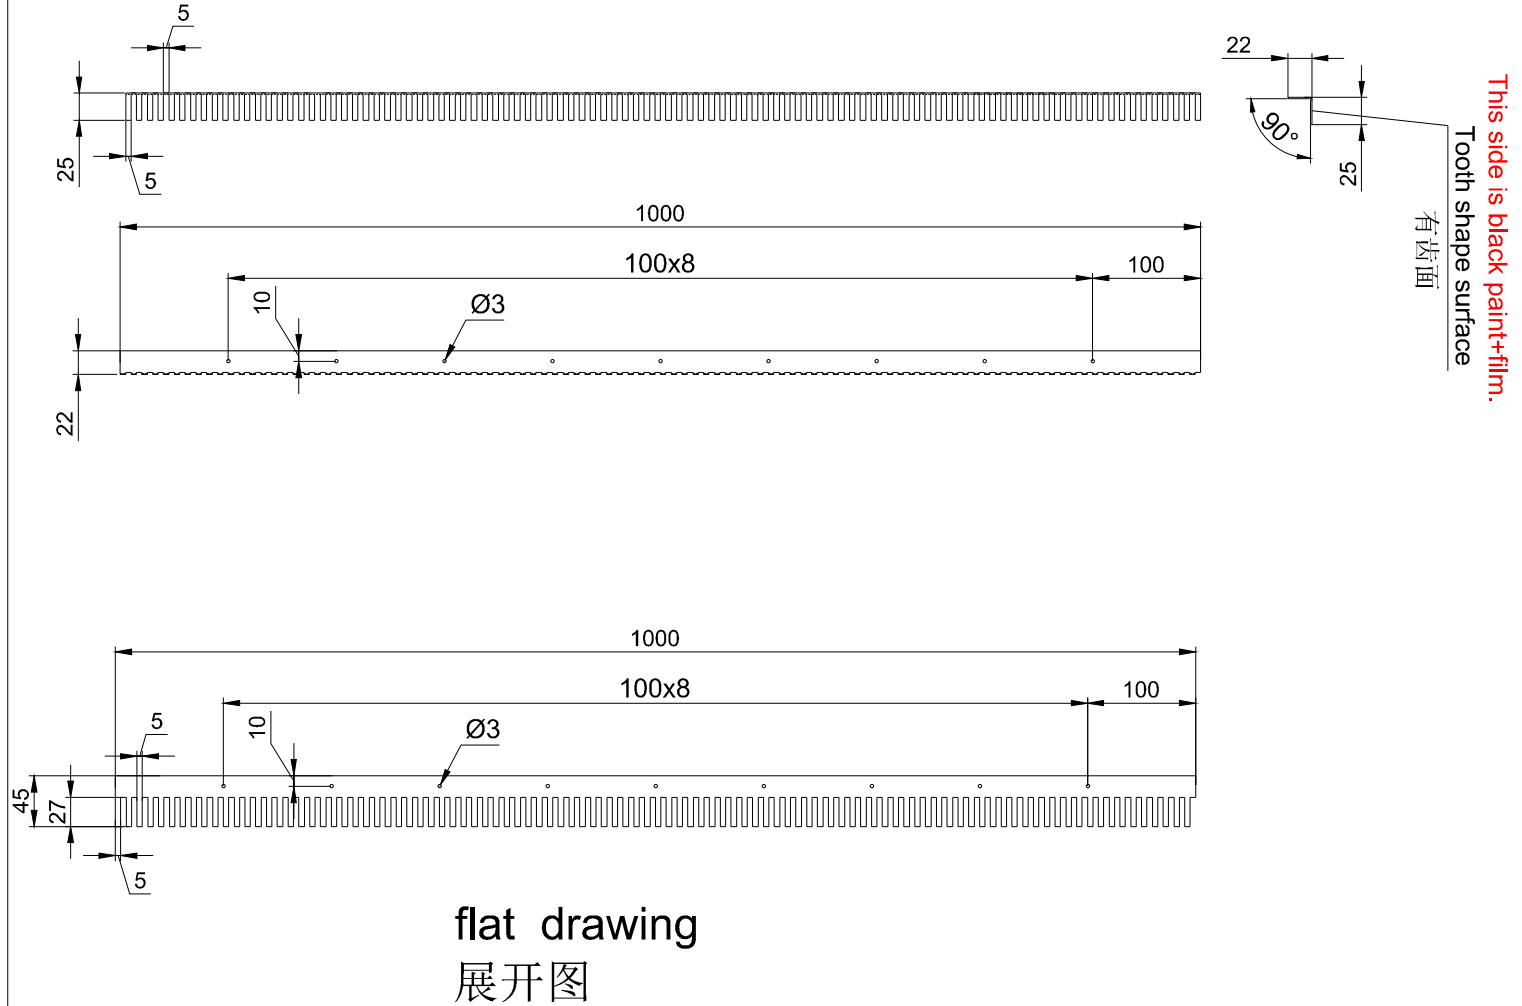 5
25
5
22
90°
25
This side is black paint+film.
Tooth shape surface
有齿面
1000
100x8
100
10
Ø3
22
1000
100x8
100
5
10
Ø3
45
27
5
flat drawing
展开图